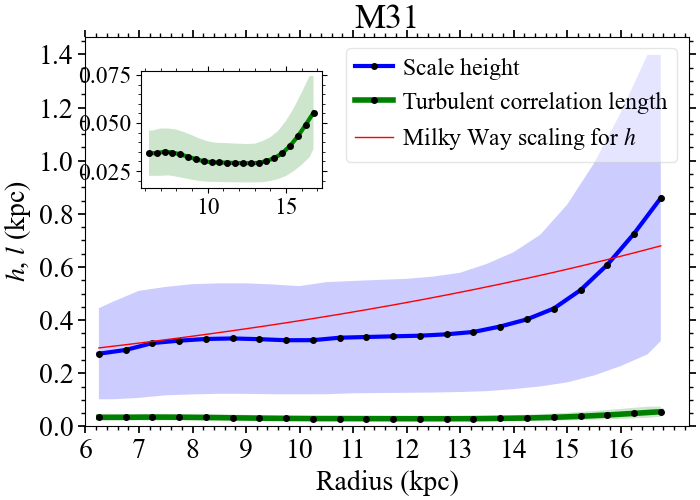 M31
1.4
1.2
1.0
0.8
0.6
0.4
0.2
0.0
h, l (kpc)
0.075
0.050
0.025
10 15
Scale height
Turbulent correlation length
Milky Way scaling for h
6 7 8 9 10 11 12 13 14 15 16
Radius (kpc)